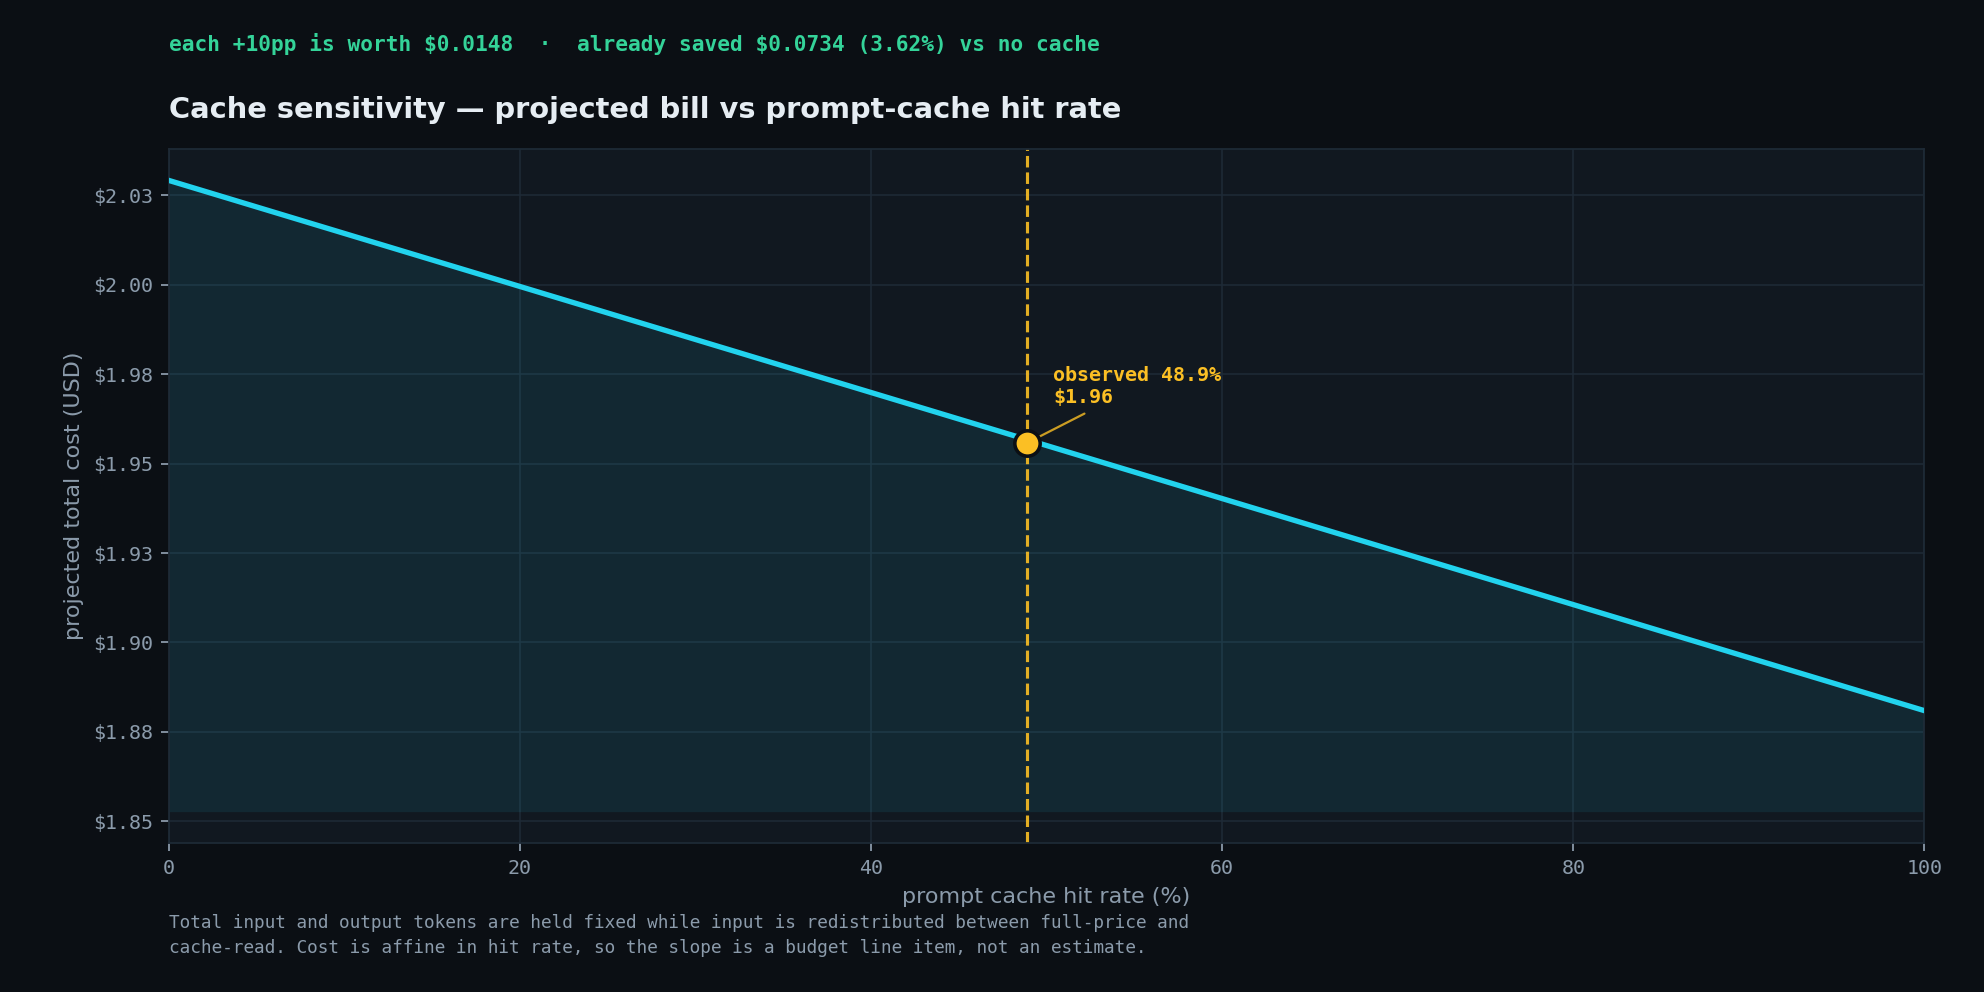 each +10pp is worth $0.0148  ·  already saved $0.0734 (3.62%) vs no cache
Cache sensitivity — projected bill vs prompt-cache hit rate
projected total cost (USD)
$2.03
$2.00
$1.98
$1.95
$1.93
$1.90
$1.88
$1.85
observed 48.9%
$1.96
0 20 40 60 80 100
prompt cache hit rate (%)
Total input and output tokens are held fixed while input is redistributed between full-price and
cache-read. Cost is affine in hit rate, so the slope is a budget line item, not an estimate.